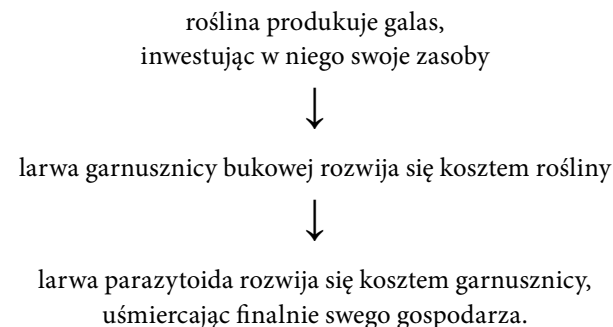 roślina produkuje galas,
inwestując w niego swoje zasoby
↓
larwa garnusznicy bukowej rozwija się kosztem rośliny
↓
larwa parazytoida rozwija się kosztem garnusznicy,
uśmiercając finalnie swego gospodarza.